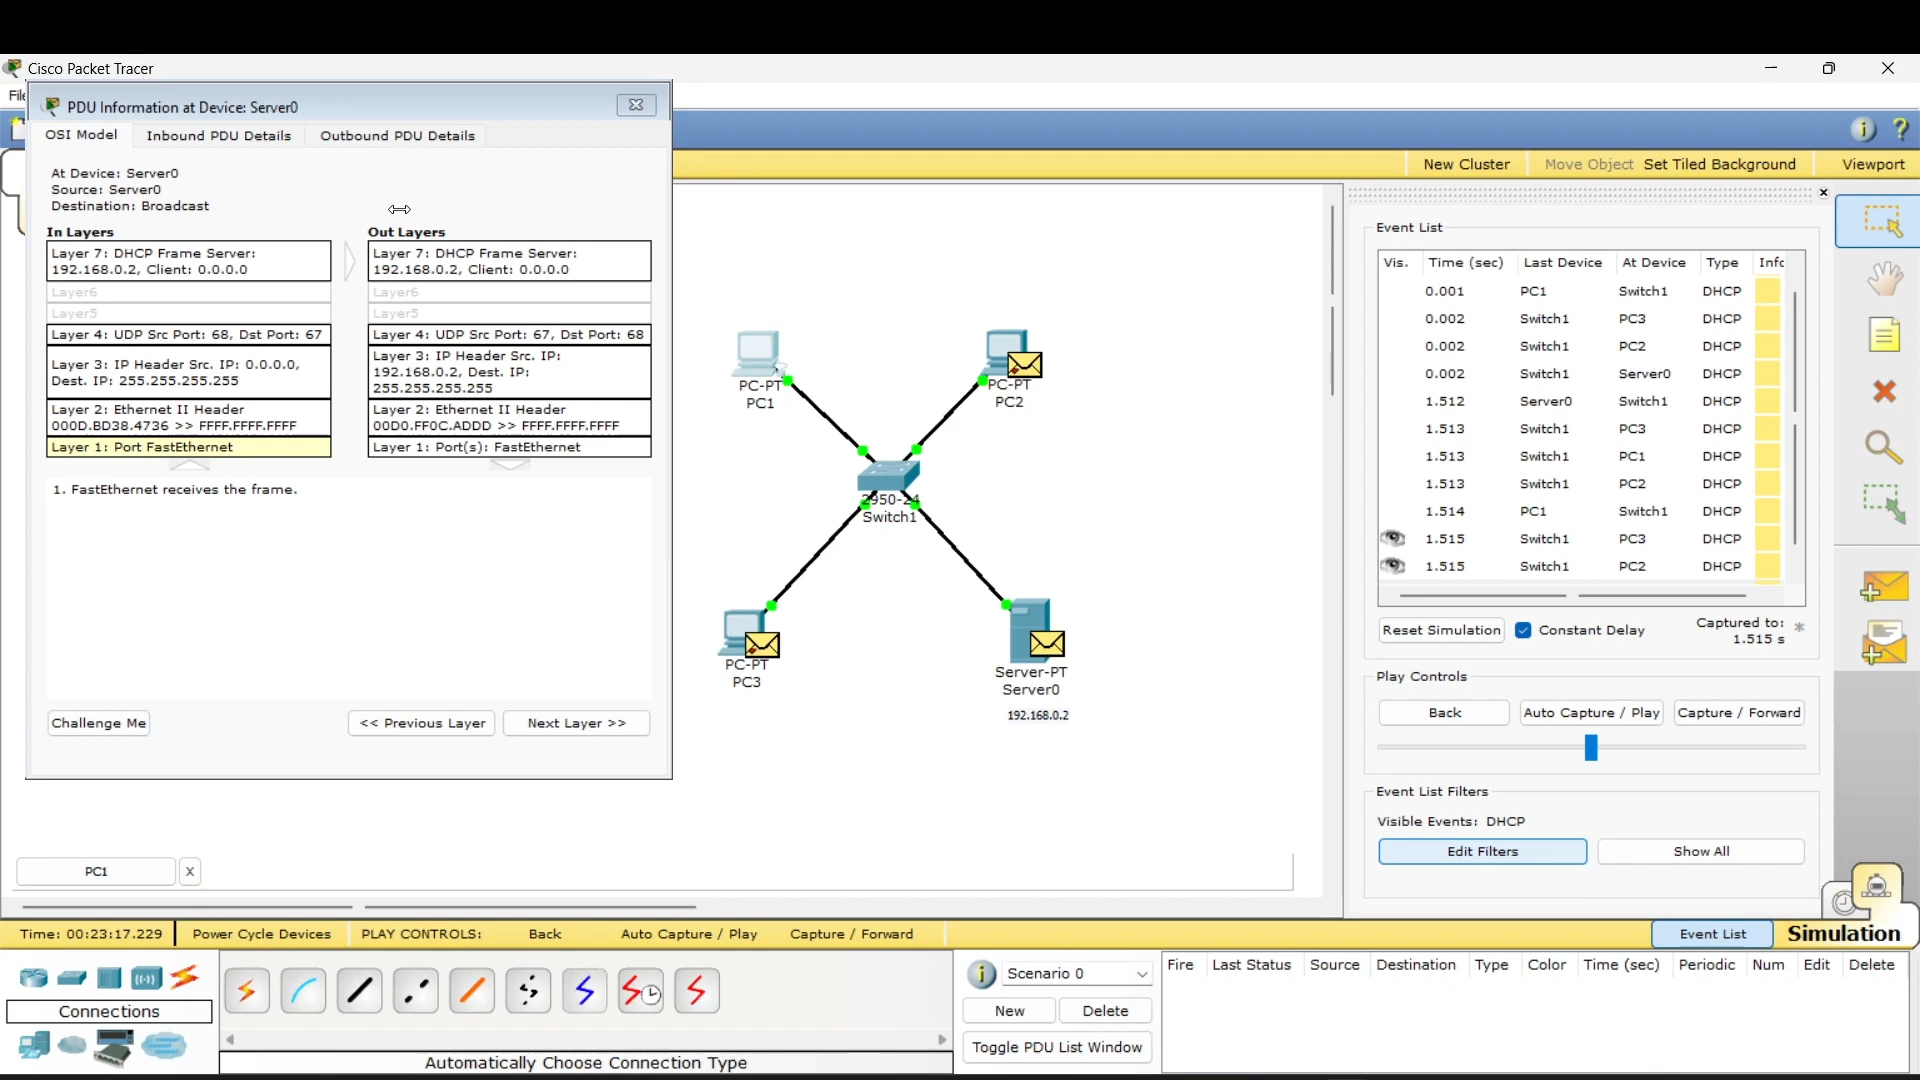 Cisco Packet Tracer
File
PDU Information at Device: Server0
OSI Model
Inbound PDU Details
Outbound PDU Details
At Device: Server0
Source: Server0
Destination: Broadcast
In Layers
Layer 7: DHCP Frame Server:
192.168.0.2, Client: 0.0.0.0
Layer6
Layer5
Layer 4: UDP Src Port: 68, Dst Port: 67
Layer 3: IP Header Src. IP: 0.0.0.0,
Dest. IP: 255.255.255.255
Layer 2: Ethernet II Header
000D.BD38.4736 >> FFFF.FFFF.FFFF
Layer 1: Port FastEthernet
Out Layers
Layer 7: DHCP Frame Server:
192.168.0.2, Client: 0.0.0.0
Layer6
Layer5
Layer 4: UDP Src Port: 67, Dst Port: 68
Layer 3: IP Header Src. IP:
192.168.0.2, Dest. IP:
255.255.255.255
Layer 2: Ethernet II Header
00D0.FF0C.ADDD >> FFFF.FFFF.FFFF
Layer 1: Port(s): FastEthernet
1. FastEthernet receives the frame.
Challenge Me
<< Previous Layer
Next Layer >>
New Cluster
Move Object
Set Tiled Background
Viewport
PC-PT
PC1
PC-PT
PC2
2950-24
Switch1
PC-PT
PC3
Server-PT
Server0
192.168.0.2
Event List
Vis. Time (sec) Last Device At Device Type Info
0.001 PC1 Switch1 DHCP
0.002 Switch1 PC3 DHCP
0.002 Switch1 PC2 DHCP
0.002 Switch1 Server0 DHCP
1.512 Server0 Switch1 DHCP
1.513 Switch1 PC3 DHCP
1.513 Switch1 PC1 DHCP
1.513 Switch1 PC2 DHCP
1.514 PC1 Switch1 DHCP
1.515 Switch1 PC3 DHCP
1.515 Switch1 PC2 DHCP
Reset Simulation
Constant Delay
Captured to: *
1.515 s
Play Controls
Back
Auto Capture / Play
Capture / Forward
Event List Filters
Visible Events: DHCP
Edit Filters
Show All
PC1
X
Time: 00:23:17.229
Power Cycle Devices
PLAY CONTROLS:
Back
Auto Capture / Play
Capture / Forward
Event List
Simulation
Connections
Automatically Choose Connection Type
Scenario 0
New
Delete
Toggle PDU List Window
Fire Last Status Source Destination Type Color Time (sec) Periodic Num Edit Delete